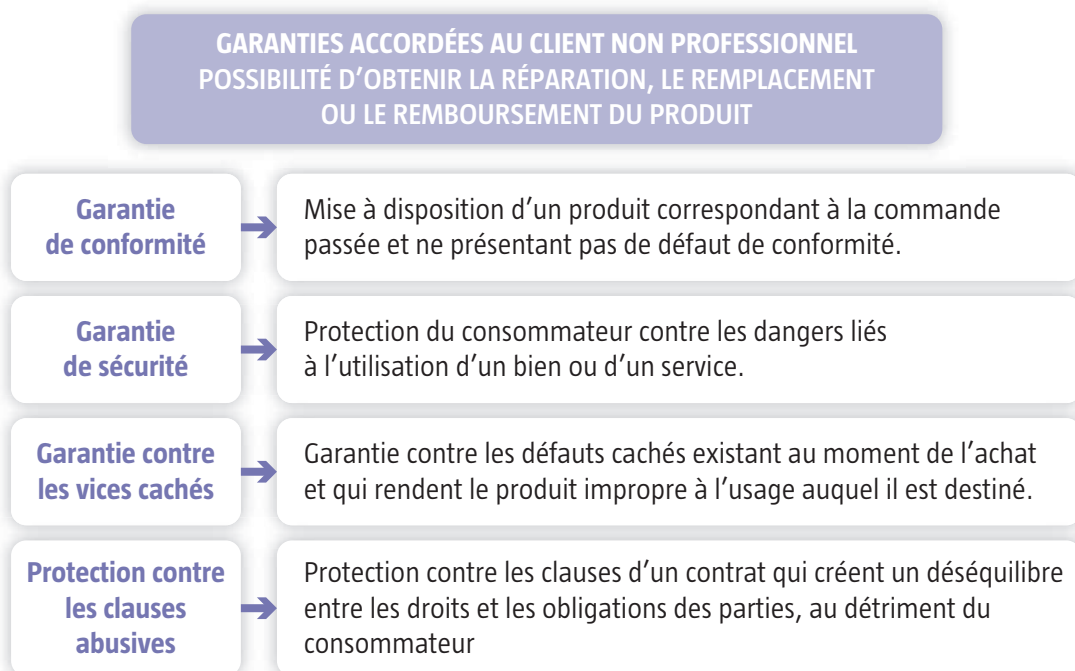 GARANTIES ACCORDÉES AU CLIENT NON PROFESSIONNEL
POSSIBILITÉ D’OBTENIR LA RÉPARATION, LE REMPLACEMENT
OU LE REMBOURSEMENT DU PRODUIT
Garantie
de conformité
Mise à disposition d’un produit correspondant à la commande
passée et ne présentant pas de défaut de conformité.
Garantie
de sécurité
Protection du consommateur contre les dangers liés
à l’utilisation d’un bien ou d’un service.
Garantie contre
les vices cachés
Garantie contre les défauts cachés existant au moment de l’achat
et qui rendent le produit impropre à l’usage auquel il est destiné.
Protection contre
les clauses
abusives
Protection contre les clauses d’un contrat qui créent un déséquilibre
entre les droits et les obligations des parties, au détriment du
consommateur